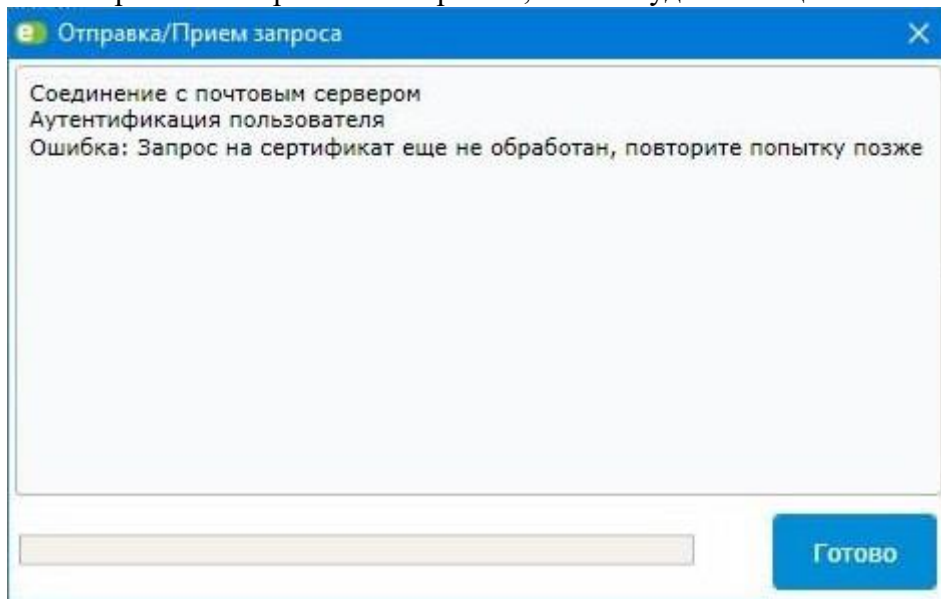 Отправка/Прием запроса
Соединение с почтовым сервером
Аутентификация пользователя
Ошибка: Запрос на сертификат еще не обработан, повторите попытку позже
Готово